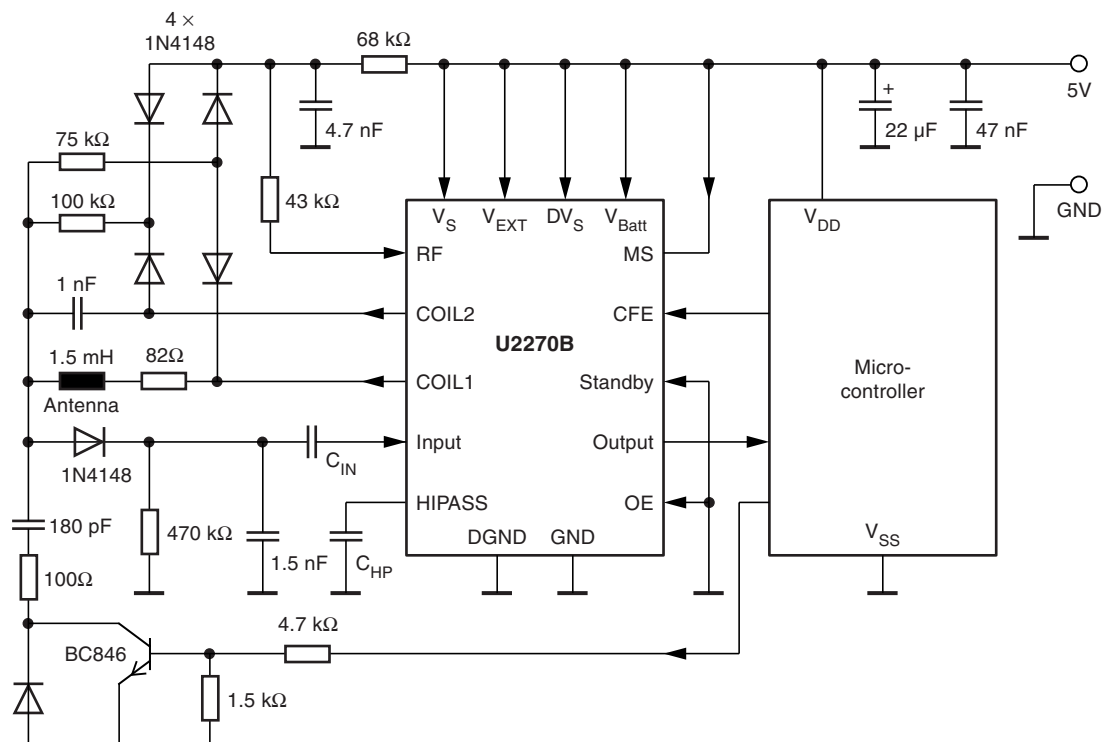 4 ×
1N4148
68 kΩ
5V
+
4.7 nF
22 µF
47 nF
75 kΩ
100 kΩ
43 kΩ
GND
V_S
V_EXT
DV_S
V_Batt
V_DD
RF
MS
1 nF
COIL2
CFE
U2270B
1.5 mH
82Ω
COIL1
Standby
Antenna
Micro-
controller
Input
Output
1N4148
C_IN
HIPASS
OE
180 pF
470 kΩ
1.5 nF
C_HP
DGND
GND
V_SS
100Ω
4.7 kΩ
BC846
1.5 kΩ